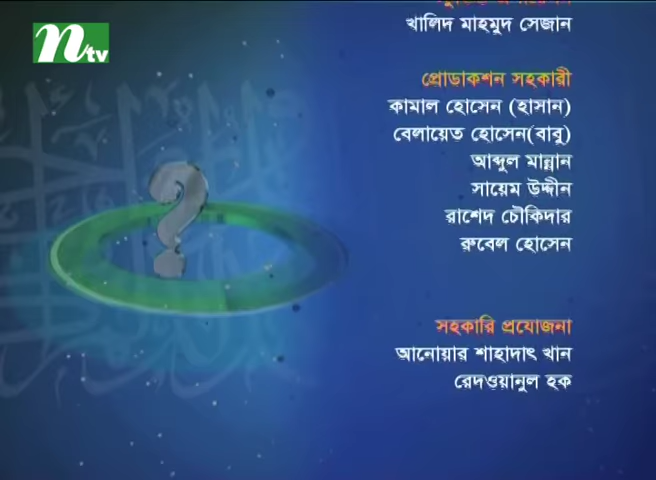 ntv
খালিদ মাহমুদ সেজান
প্রোডাকশন সহকারী
কামাল হোসেন (হাসান)
বেলায়েত হোসেন(বাবু)
আব্দুল মান্নান
সায়েম উদ্দীন
রাশেদ চৌকিদার
রুবেল হোসেন
সহকারি প্রযোজনা
আনোয়ার শাহাদাৎ খান
রেদওয়ানুল হক
?